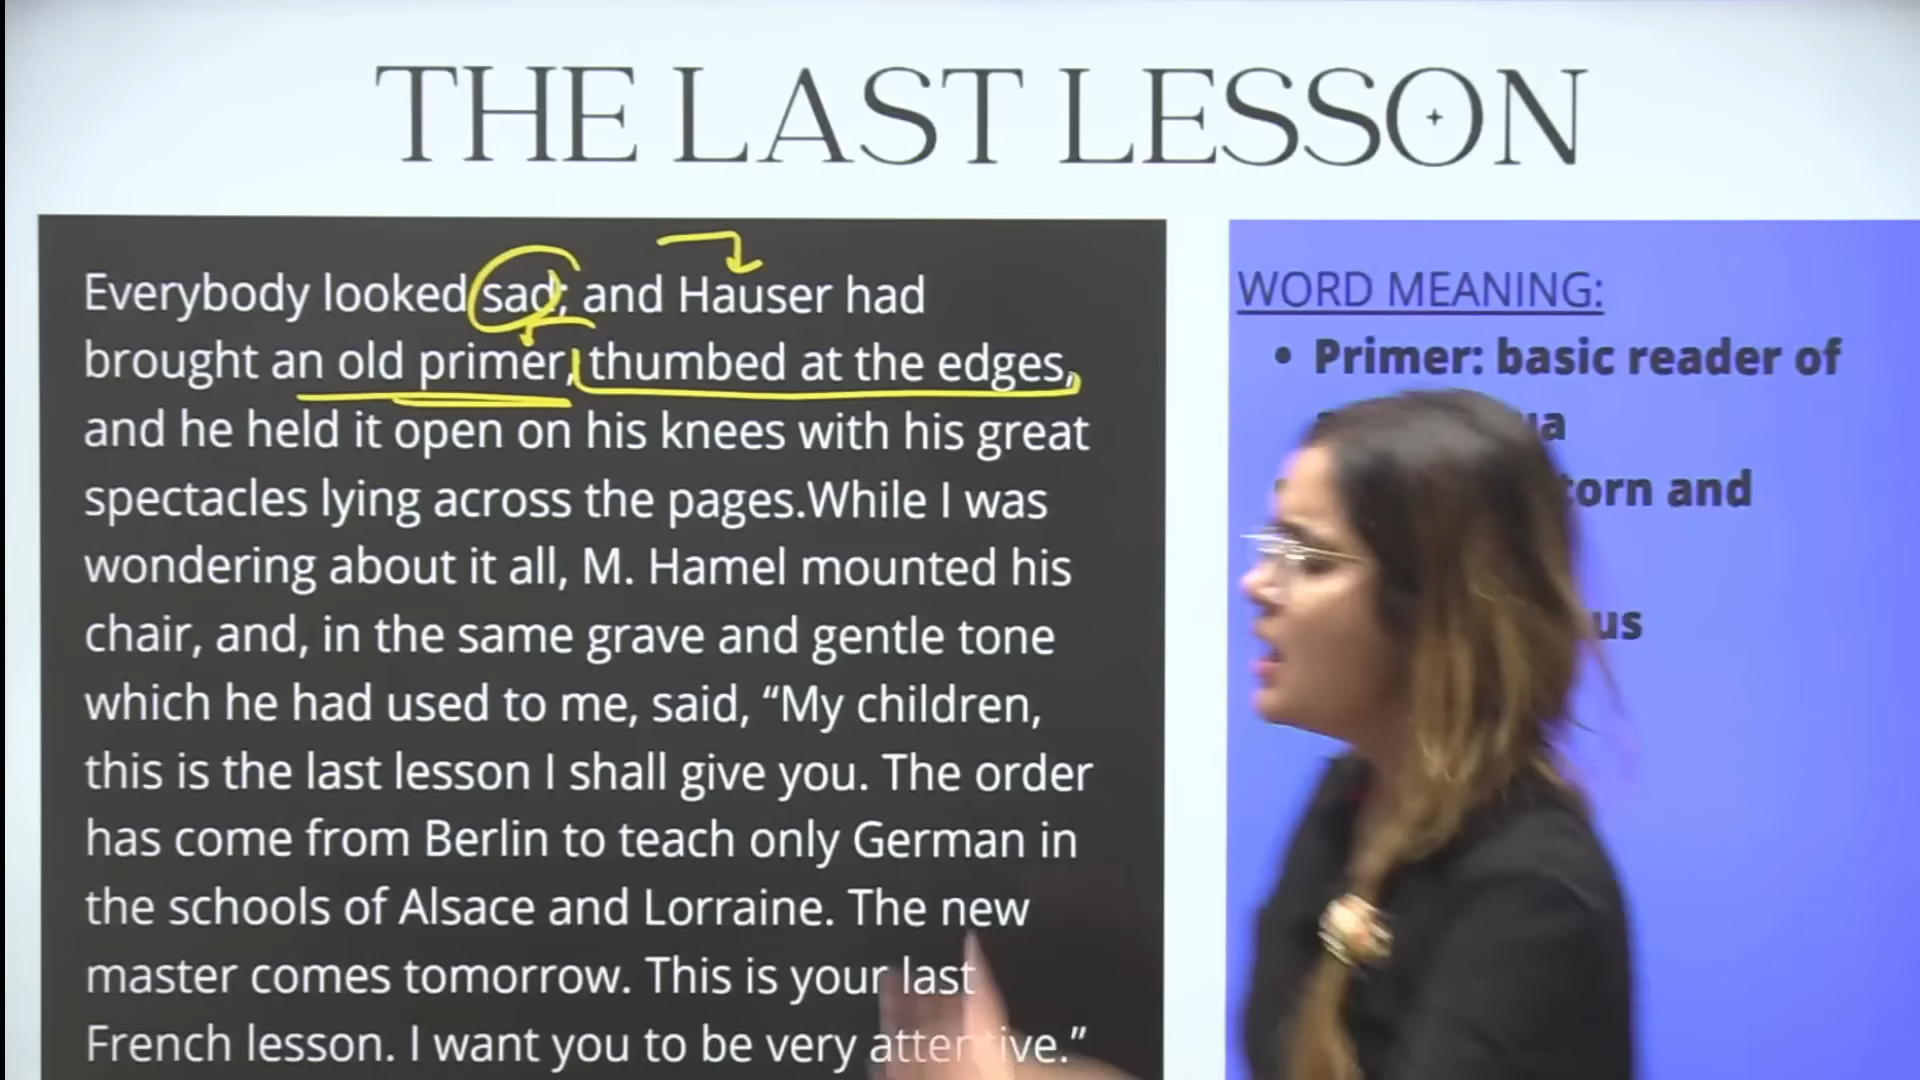 THE LAST LESSON
Everybody looked sad; and Hauser had
brought an old primer, thumbed at the edges,
and he held it open on his knees with his great
spectacles lying across the pages.While I was
wondering about it all, M. Hamel mounted his
chair, and, in the same grave and gentle tone
which he had used to me, said, “My children,
this is the last lesson I shall give you. The order
has come from Berlin to teach only German in
the schools of Alsace and Lorraine. The new
master comes tomorrow. This is your last
French lesson. I want you to be very attentive.”
WORD MEANING:
• Primer: basic reader of
torn and